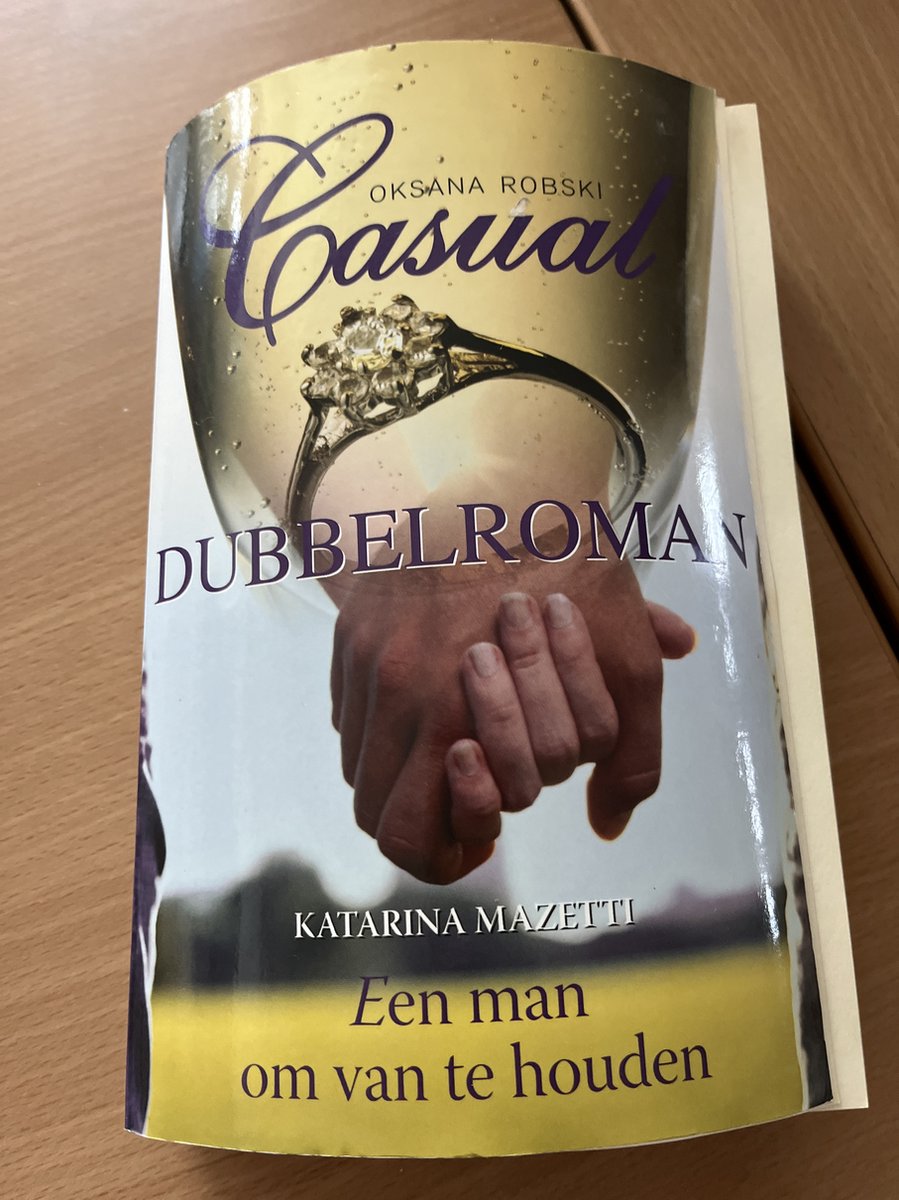 OKSANA ROBSKI
Casual
DUBBELROMAN
KATARINA MAZETTI
Een man
om van te houden